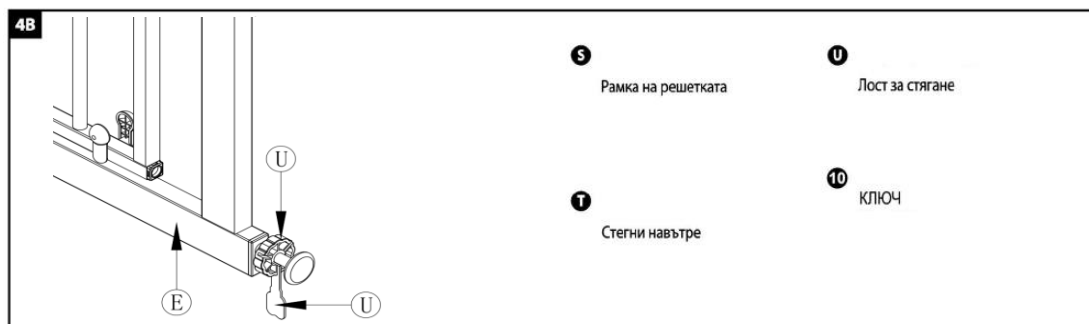 4B
S
Рамка на решетката
U
Лост за стягане
T
Стегни навътре
10
КЛЮЧ
U
E
U